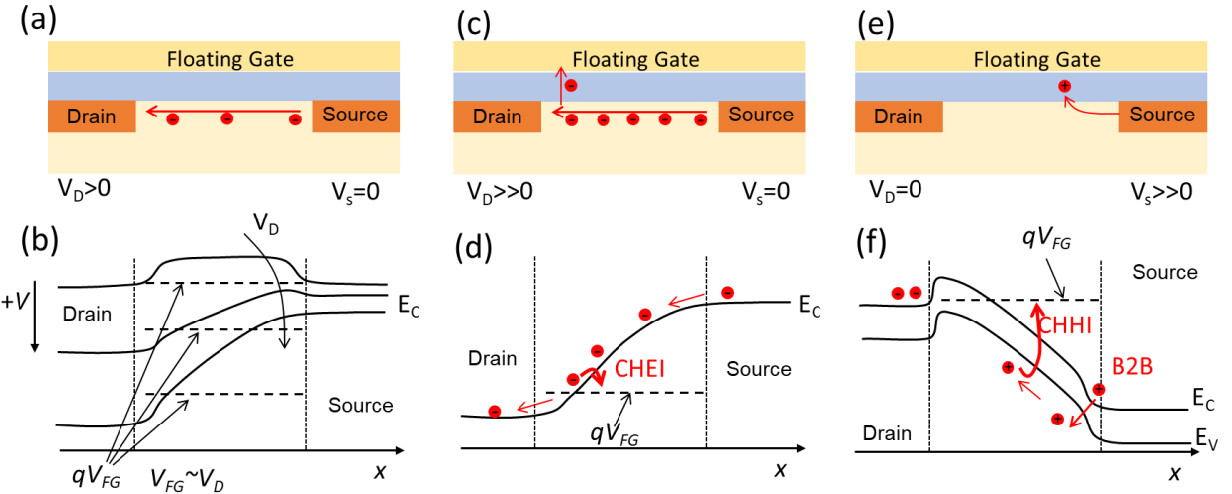 (a)
Floating Gate
Drain
Source
V_D>0
V_s=0
(c)
Floating Gate
Drain
Source
V_D>>0
V_s=0
(e)
Floating Gate
Drain
Source
V_D=0
V_s>>0
(b)
V_D
+V
Drain
E_C
Source
qV_FG
V_FG~V_D
x
(d)
E_C
Drain
CHEI
Source
qV_FG
x
(f)
qV_FG
Source
CHHI
B2B
E_C
Drain
E_V
x